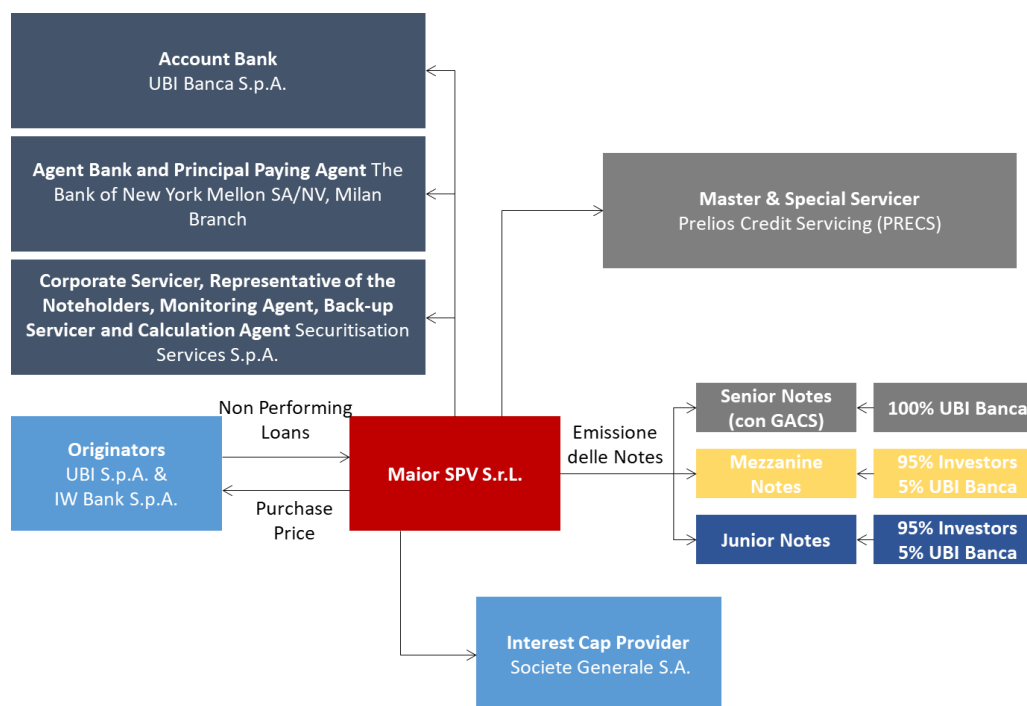 Account Bank
UBI Banca S.p.A.
Agent Bank and Principal Paying Agent The
Bank of New York Mellon SA/NV, Milan
Branch
Master & Special Servicer
Prelios Credit Servicing (PRECS)
Corporate Servicer, Representative of the
Noteholders, Monitoring Agent, Back-up
Servicer and Calculation Agent Securitisation
Services S.p.A.
Originators
UBI S.p.A. &
IW Bank S.p.A.
Non Performing
Loans
Purchase
Price
Maior SPV S.r.L.
Emissione
delle Notes
Senior Notes
(con GACS)
100% UBI Banca
Mezzanine
Notes
95% Investors
5% UBI Banca
Junior Notes
95% Investors
5% UBI Banca
Interest Cap Provider
Societe Generale S.A.